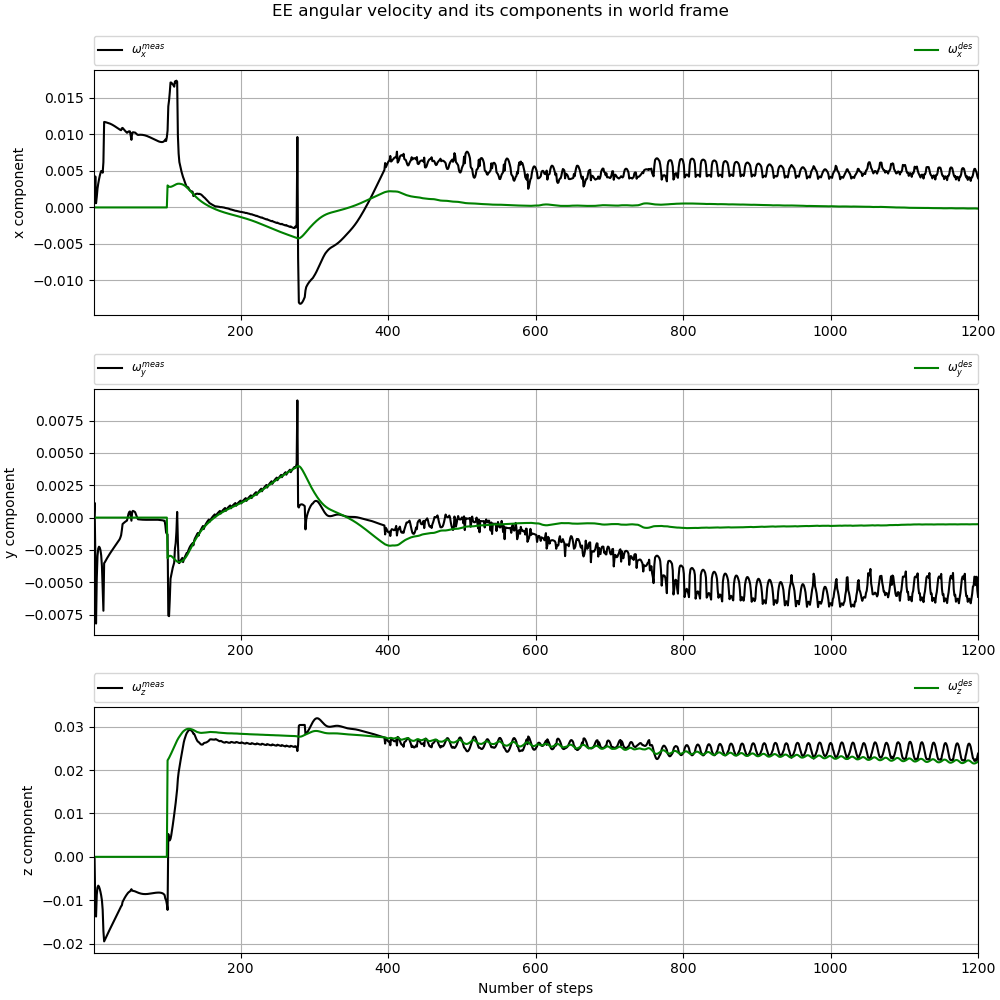 EE angular velocity and its components in world frame
ω_x^{meas} ω_x^{des}
0.015
0.010
0.005
0.000
−0.005
−0.010
x component
200 400 600 800 1000 1200
ω_y^{meas} ω_y^{des}
0.0075
0.0050
0.0025
0.0000
−0.0025
−0.0050
−0.0075
y component
200 400 600 800 1000 1200
ω_z^{meas} ω_z^{des}
0.03
0.02
0.01
0.00
−0.01
−0.02
z component
200 400 600 800 1000 1200
Number of steps